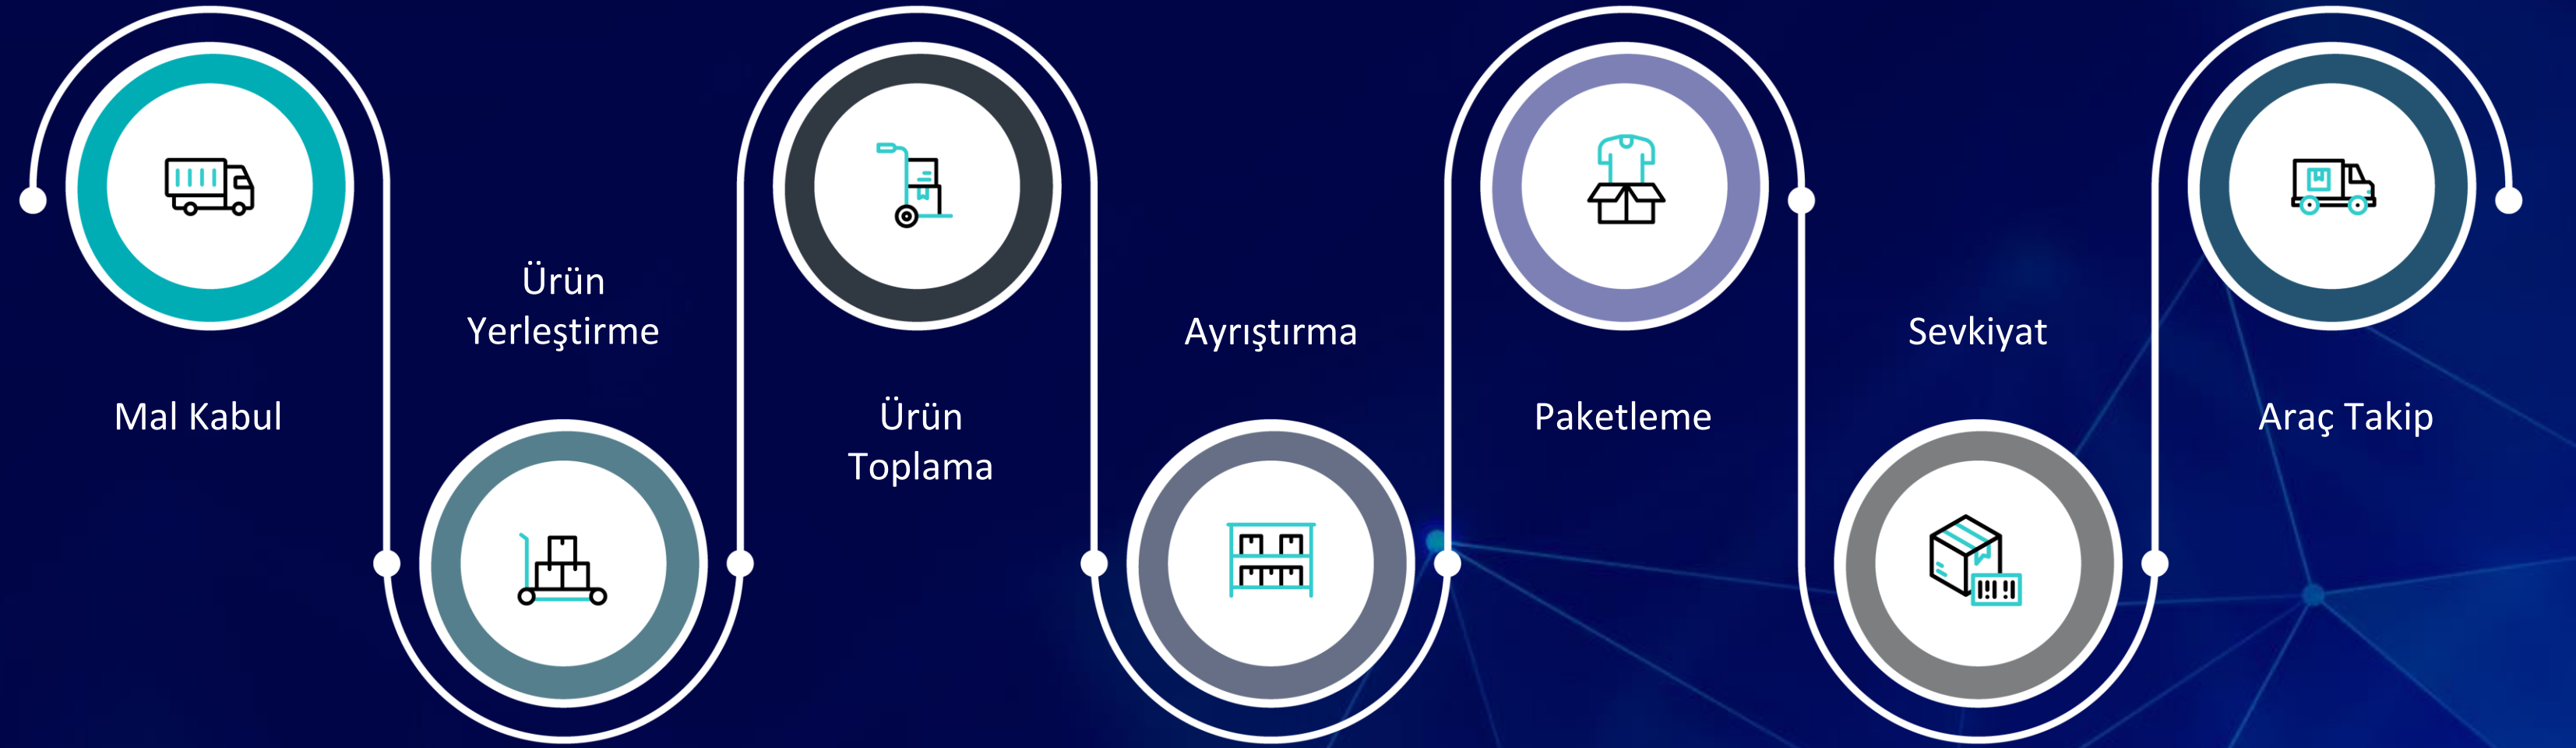 Mal Kabul
Ürün
Yerleştirme
Ürün
Toplama
Ayrıştırma
Paketleme
Sevkiyat
Araç Takip